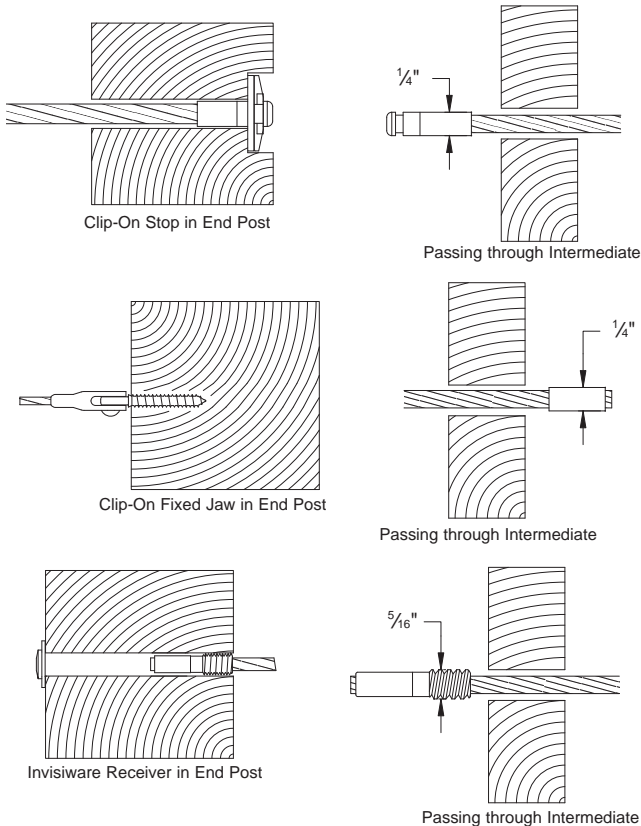 ¼"
Clip-On Stop in End Post
Passing through Intermediate
¼"
Clip-On Fixed Jaw in End Post
Passing through Intermediate
5⁄16"
Invisiware Receiver in End Post
Passing through Intermediate